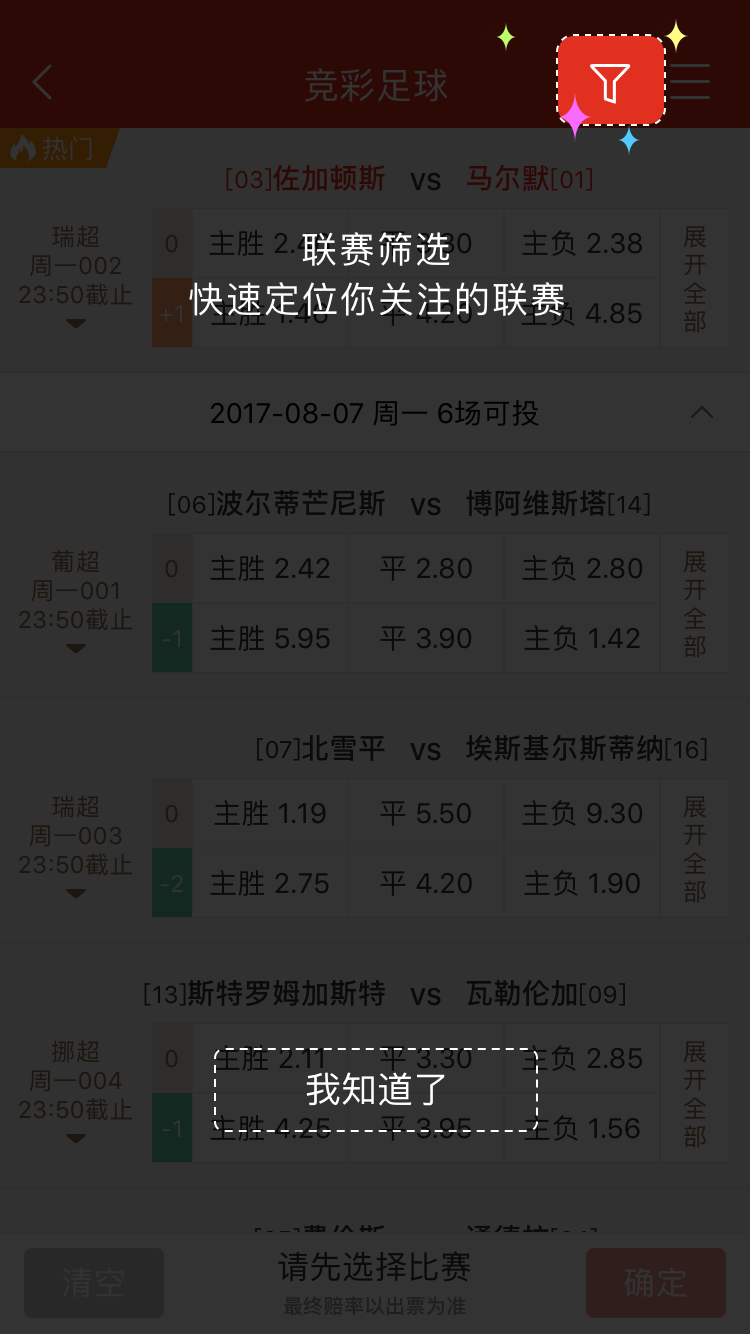 竞彩足球
热门
[03]佐加顿斯 vs 马尔默[01]
联赛筛选
快速定位你关注的联赛
瑞超
周一002
23:50截止
0 主胜 2.4 平 主负 2.38
+1 主胜 1.48 平 4.20 主负 4.85
展开全部
2017-08-07 周一 6场可投
[06]波尔蒂芒尼斯 vs 博阿维斯塔[14]
葡超
周一001
23:50截止
0 主胜 2.42 平 2.80 主负 2.80
-1 主胜 5.95 平 3.90 主负 1.42
展开全部
[07]北雪平 vs 埃斯基尔斯蒂纳[16]
瑞超
周一003
23:50截止
0 主胜 1.19 平 5.50 主负 9.30
-2 主胜 2.75 平 4.20 主负 1.90
展开全部
[13]斯特罗姆加斯特 vs 瓦勒伦加[09]
挪超
周一004
23:50截止
0 主胜 2.11 平 3.30 主负 2.85
-1 主胜 4.25 平 3.95 主负 1.56
展开全部
我知道了
清空
请先选择比赛
最终赔率以出票为准
确定